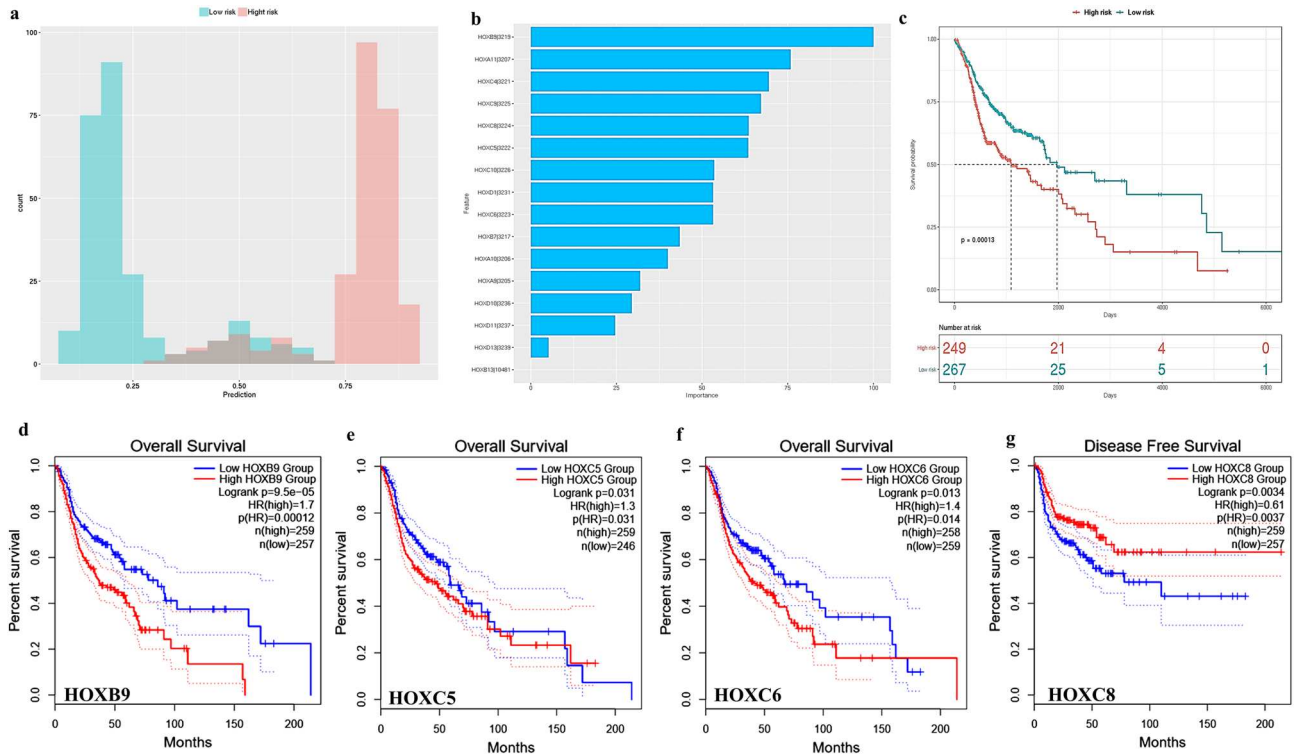 a
Low risk Hight risk
100
75
50
25
0
count
0.25 0.50 0.75
Prediction
b
HOXB9|3219
HOXA11|3207
HOXC4|3221
HOXC9|3225
HOXC8|3224
HOXC5|3222
HOXC10|3226
HOXD1|3231
HOXC6|3223
HOXB7|3217
HOXA10|3206
HOXA9|3205
HOXD10|3236
HOXD11|3237
HOXD13|3239
HOXB13|10481
Feature
0 25 50 75 100
Importance
c
High risk Low risk
1.00
0.75
0.50
0.25
0.00
Survival probability
p = 0.00013
0 2000 4000 6000
Days
Number at risk
High risk 249 21 4 0
Low risk 267 25 5 1
0 2000 4000 6000
Days
d
Overall Survival
Low HOXB9 Group
High HOXB9 Group
Logrank p=9.5e−05
HR(high)=1.7
p(HR)=0.00012
n(high)=259
n(low)=257
1.0
0.8
0.6
0.4
0.2
0.0
Percent survival
HOXB9
0 50 100 150 200
Months
e
Overall Survival
Low HOXC5 Group
High HOXC5 Group
Logrank p=0.031
HR(high)=1.3
p(HR)=0.031
n(high)=259
n(low)=246
1.0
0.8
0.6
0.4
0.2
0.0
Percent survival
HOXC5
0 50 100 150 200
Months
f
Overall Survival
Low HOXC6 Group
High HOXC6 Group
Logrank p=0.013
HR(high)=1.4
p(HR)=0.014
n(high)=258
n(low)=259
1.0
0.8
0.6
0.4
0.2
0.0
Percent survival
HOXC6
0 50 100 150 200
Months
g
Disease Free Survival
Low HOXC8 Group
High HOXC8 Group
Logrank p=0.0034
HR(high)=0.61
p(HR)=0.0037
n(high)=259
n(low)=257
1.0
0.8
0.6
0.4
0.2
0.0
Percent survival
HOXC8
0 50 100 150 200
Months